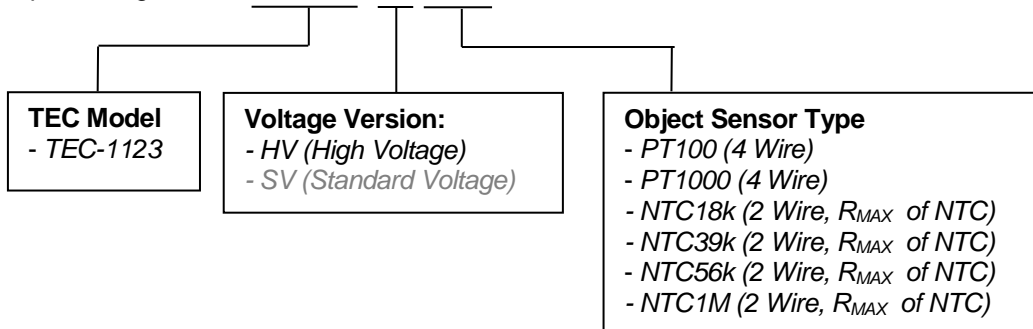 TEC Model
- TEC-1123
Voltage Version:
- HV (High Voltage)
- SV (Standard Voltage)
Object Sensor Type
- PT100 (4 Wire)
- PT1000 (4 Wire)
- NTC18k (2 Wire, RMAX of NTC)
- NTC39k (2 Wire, RMAX of NTC)
- NTC56k (2 Wire, RMAX of NTC)
- NTC1M (2 Wire, RMAX of NTC)